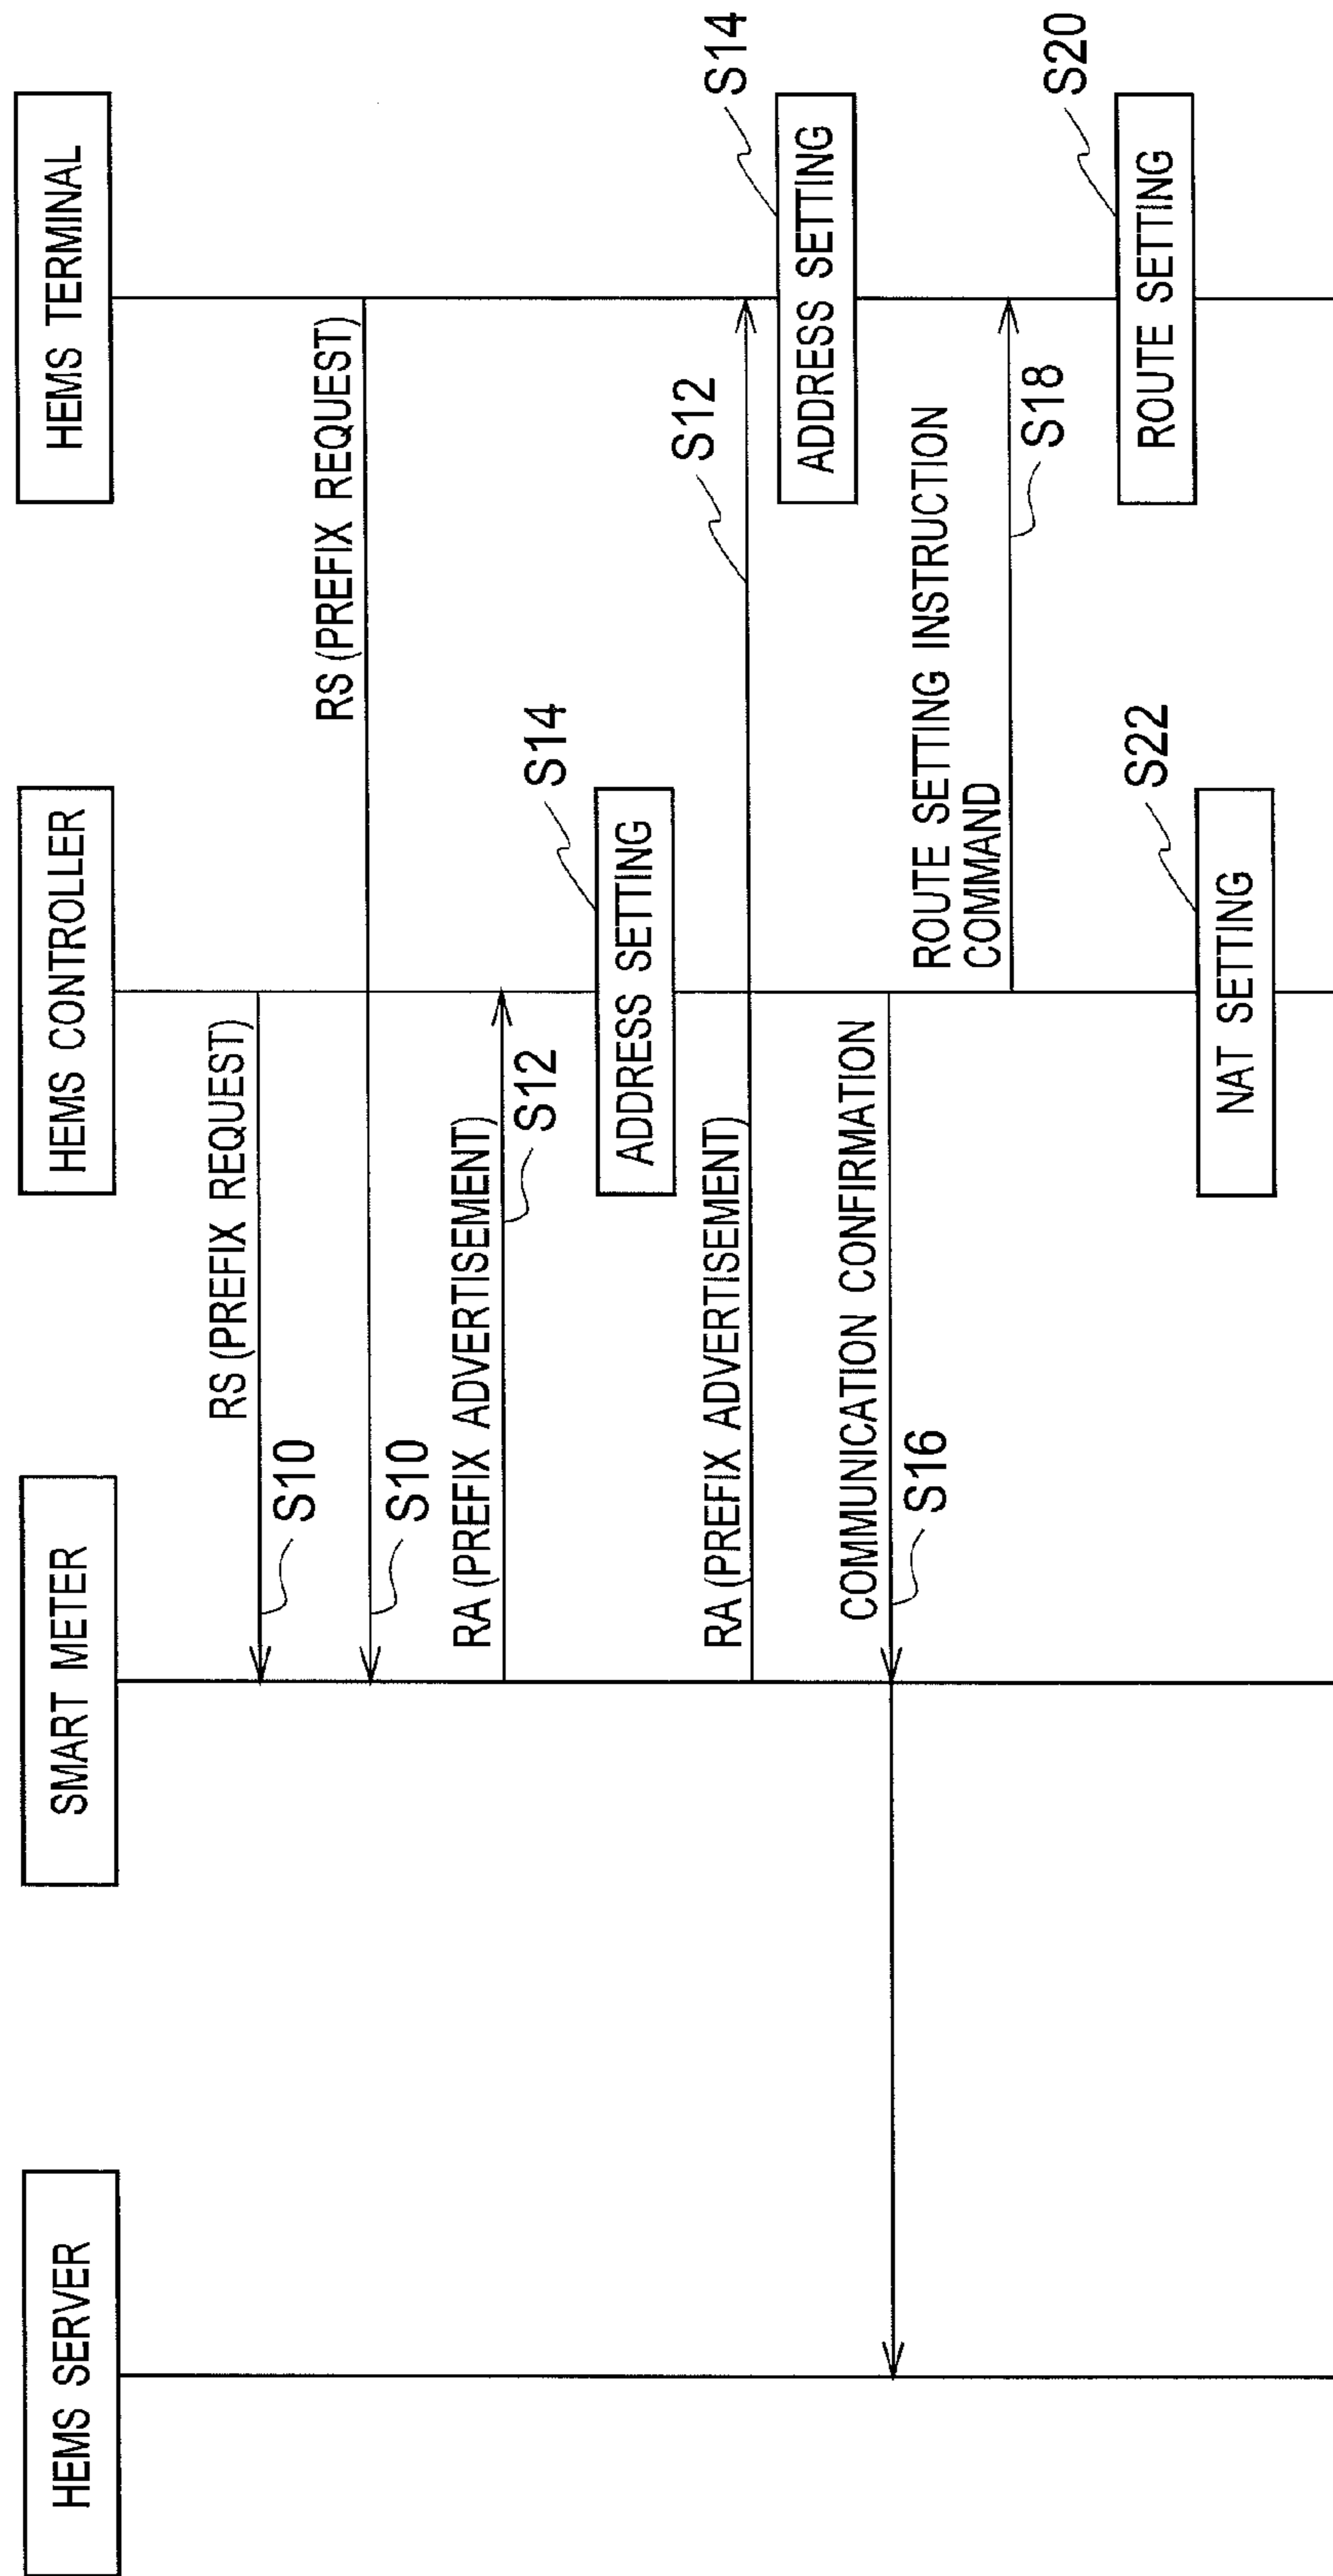 HEMS SERVER
SMART METER
HEMS CONTROLLER
HEMS TERMINAL
RS (PREFIX REQUEST)
S10
RS (PREFIX REQUEST)
S10
RA (PREFIX ADVERTISEMENT)
S12
S14
ADDRESS SETTING
RA (PREFIX ADVERTISEMENT)
S12
S14
ADDRESS SETTING
COMMUNICATION CONFIRMATION
S16
ROUTE SETTING INSTRUCTION
COMMAND
S18
S20
ROUTE SETTING
S22
NAT SETTING